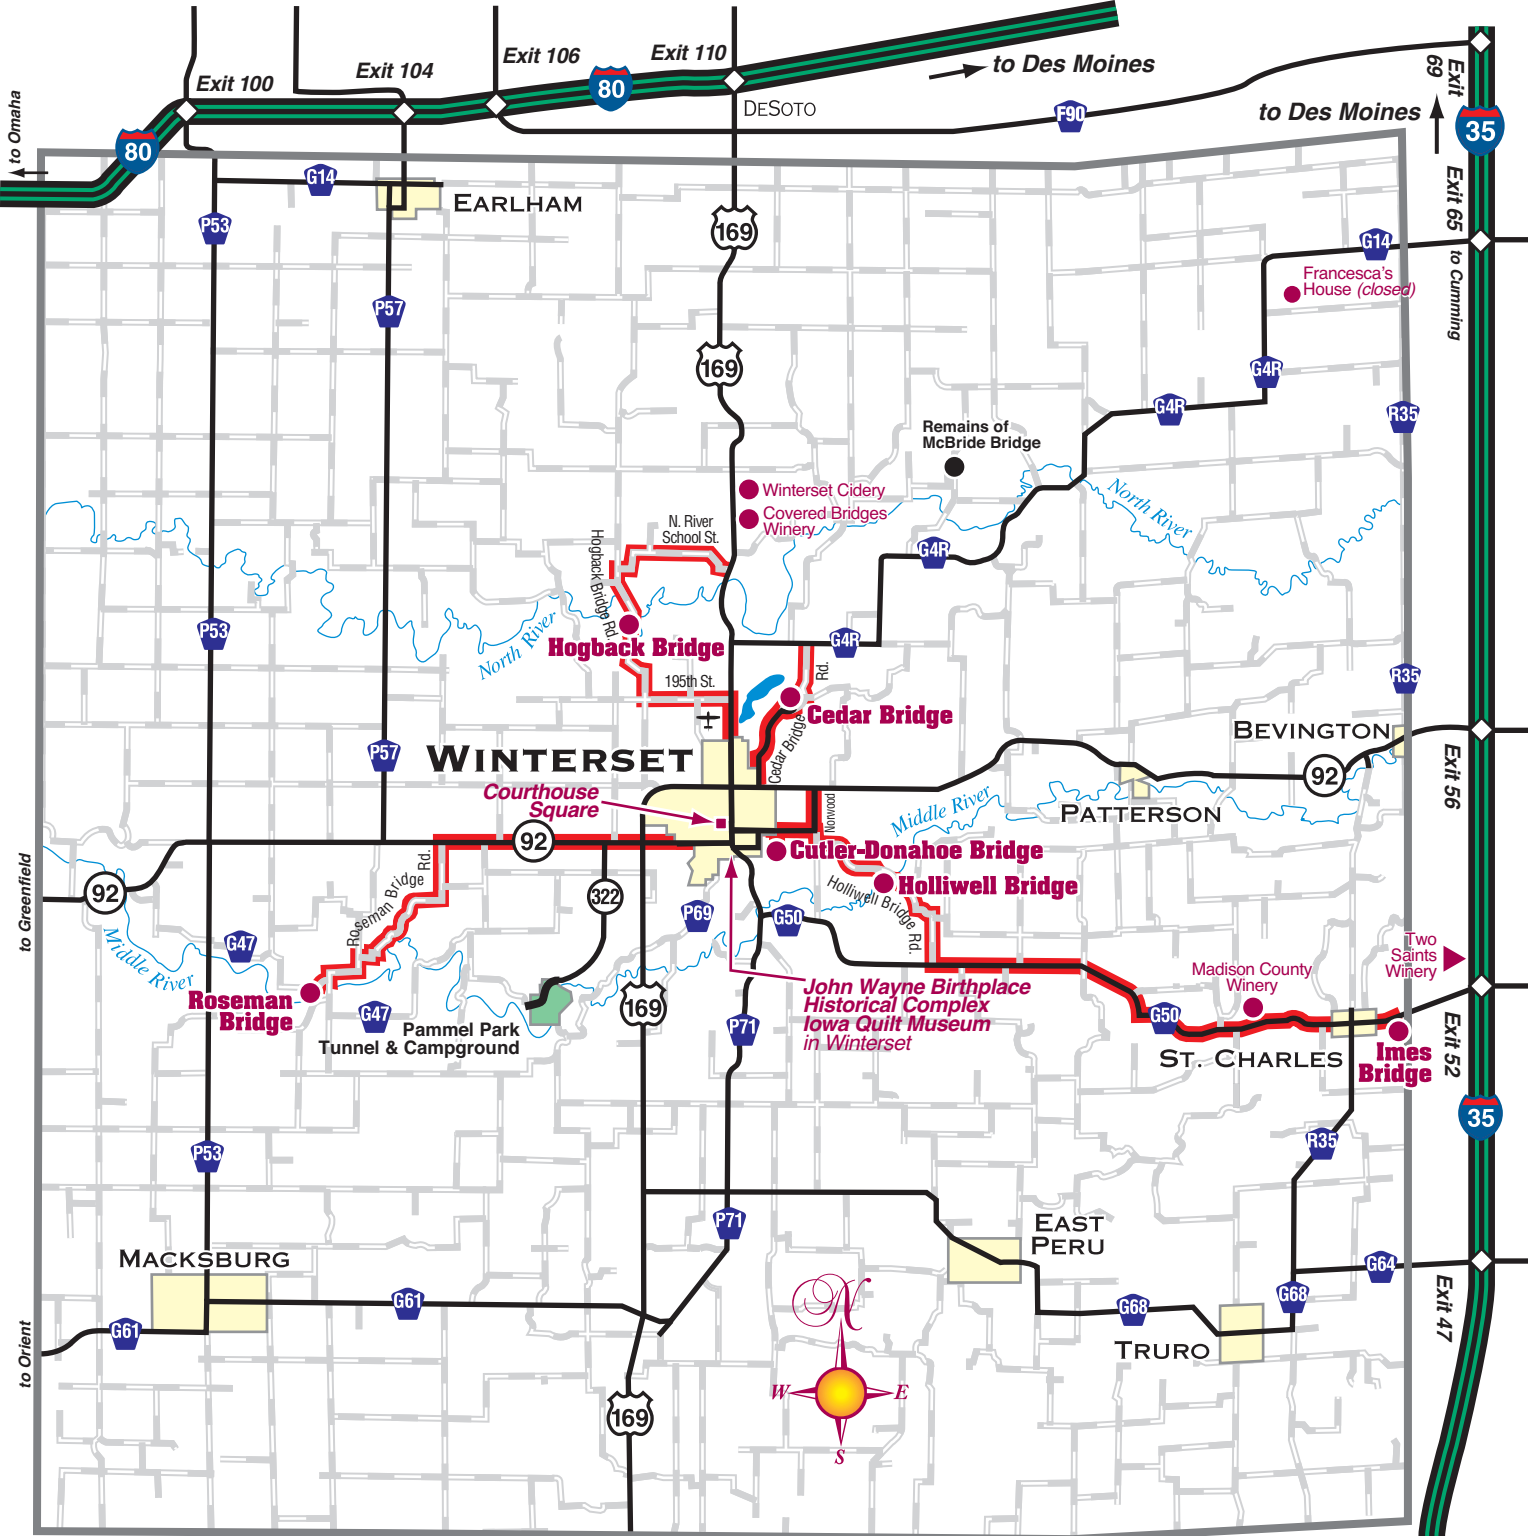 Exit 100
Exit 104
Exit 106
Exit 110
80
80
to Des Moines
to Omaha
DESOTO
F90
Exit 69
to Des Moines
35
G14
EARLHAM
P53
169
Exit 65
to Cumming
G14
Francesca's
House (closed)
P57
169
G4R
G4R
R35
Remains of
McBride Bridge
Winterset Cidery
Covered Bridges
Winery
North River
N. River
School St.
Hogback Bridge Rd.
G4R
P53
North River
Hogback Bridge
G4R
195th St.
Rd.
Cedar Bridge
Cedar Bridge
R35
BEVINGTON
P57
WINTERSET
92
Exit 56
Courthouse
Square
Norwood
Middle River
PATTERSON
92
Cutler-Donahoe Bridge
to Greenfield
92
Roseman Bridge Rd.
322
Holliwell Bridge
Holliwell Bridge Rd.
P69
G50
G47
Middle River
Two
Saints
Winery
Madison County
Winery
Roseman
Bridge
G47
169
John Wayne Birthplace
Historical Complex
Iowa Quilt Museum
in Winterset
Pammel Park
Tunnel & Campground
P71
G50
ST. CHARLES
Imes
Bridge
Exit 52
35
P53
R35
P71
EAST
PERU
MACKSBURG
G64
G61
G68
G68
Exit 47
G61
TRURO
to Orient
N
W
E
S
169